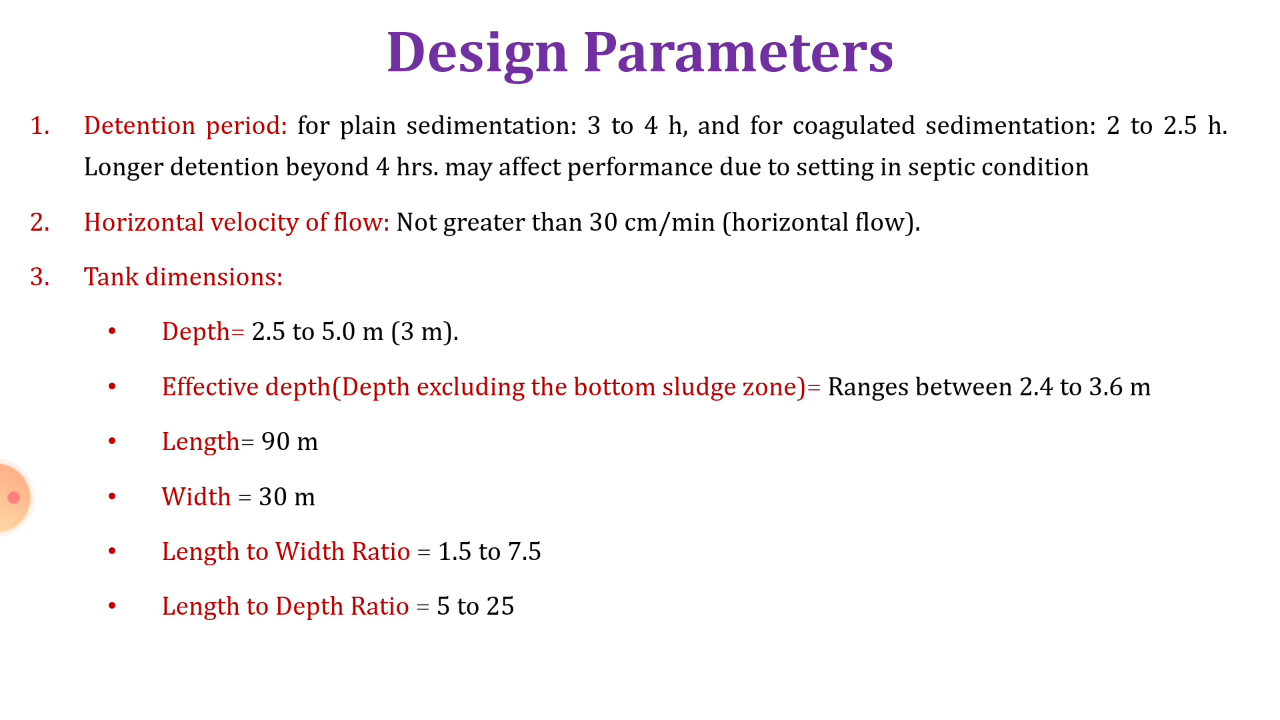 Design Parameters
1. Detention period: for plain sedimentation: 3 to 4 h, and for coagulated sedimentation: 2 to 2.5 h.
Longer detention beyond 4 hrs. may affect performance due to setting in septic condition
2. Horizontal velocity of flow: Not greater than 30 cm/min (horizontal flow).
3. Tank dimensions:
• Depth= 2.5 to 5.0 m (3 m).
• Effective depth(Depth excluding the bottom sludge zone)= Ranges between 2.4 to 3.6 m
• Length= 90 m
• Width = 30 m
• Length to Width Ratio = 1.5 to 7.5
• Length to Depth Ratio = 5 to 25